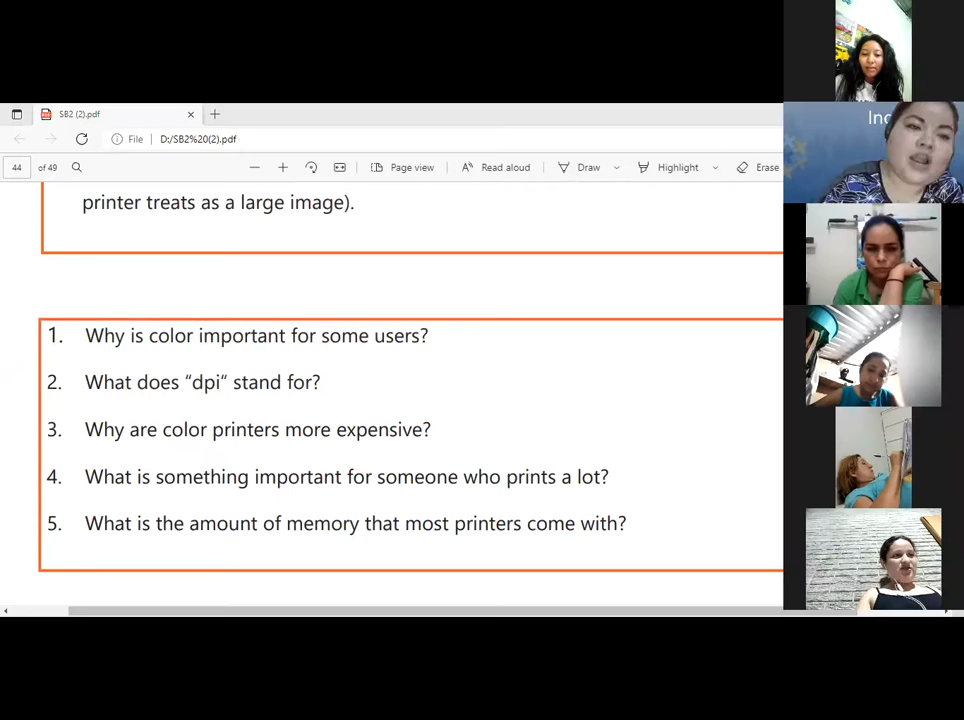 SB2 (2).pdf
File D:/SB2%20(2).pdf
44 of 49 Page view Read aloud Draw Highlight Erase
printer treats as a large image).
1. Why is color important for some users?
2. What does “dpi“ stand for?
3. Why are color printers more expensive?
4. What is something important for someone who prints a lot?
5. What is the amount of memory that most printers come with?